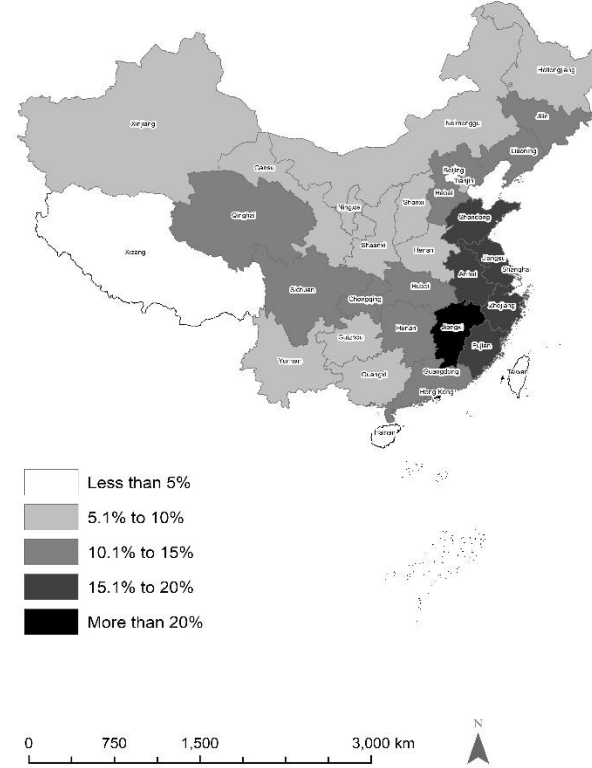 Heilongjiang
Jilin
Xinjiang
Neimenggu
Liaoning
Gansu
Beijing
Tianjin
Hebei
Ningxia
Shanxi
Qinghai
Shandong
Shaanxi
Henan
Jiangsu
Xizang
Anhui
Shanghai
Hubei
Sichuan
Chongqing
Zhejiang
Hunan
Jiangxi
Guizhou
Fujian
Yunnan
Guangxi
Guangdong
Taiwan
Hong Kong
Hainan
Less than 5%
5.1% to 10%
10.1% to 15%
15.1% to 20%
More than 20%
N
0 750 1,500 3,000 km